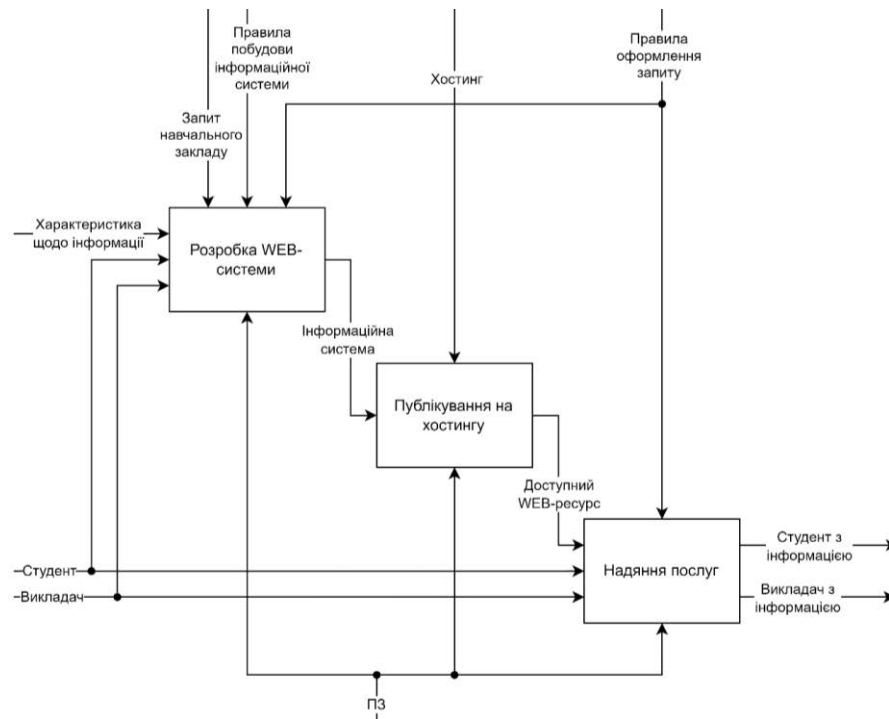 Правила
побудови
інформаційної
системи
Хостинг
Правила
оформлення
запиту
Запит
навчального
закладу
Характеристика
щодо інформації
Розробка WEB-
системи
Інформаційна
система
Публікування на
хостингу
Доступний
WEB-ресурс
Студент
Викладач
Надяння послуг
Студент з
інформацією
Викладач з
інформацією
ПЗ